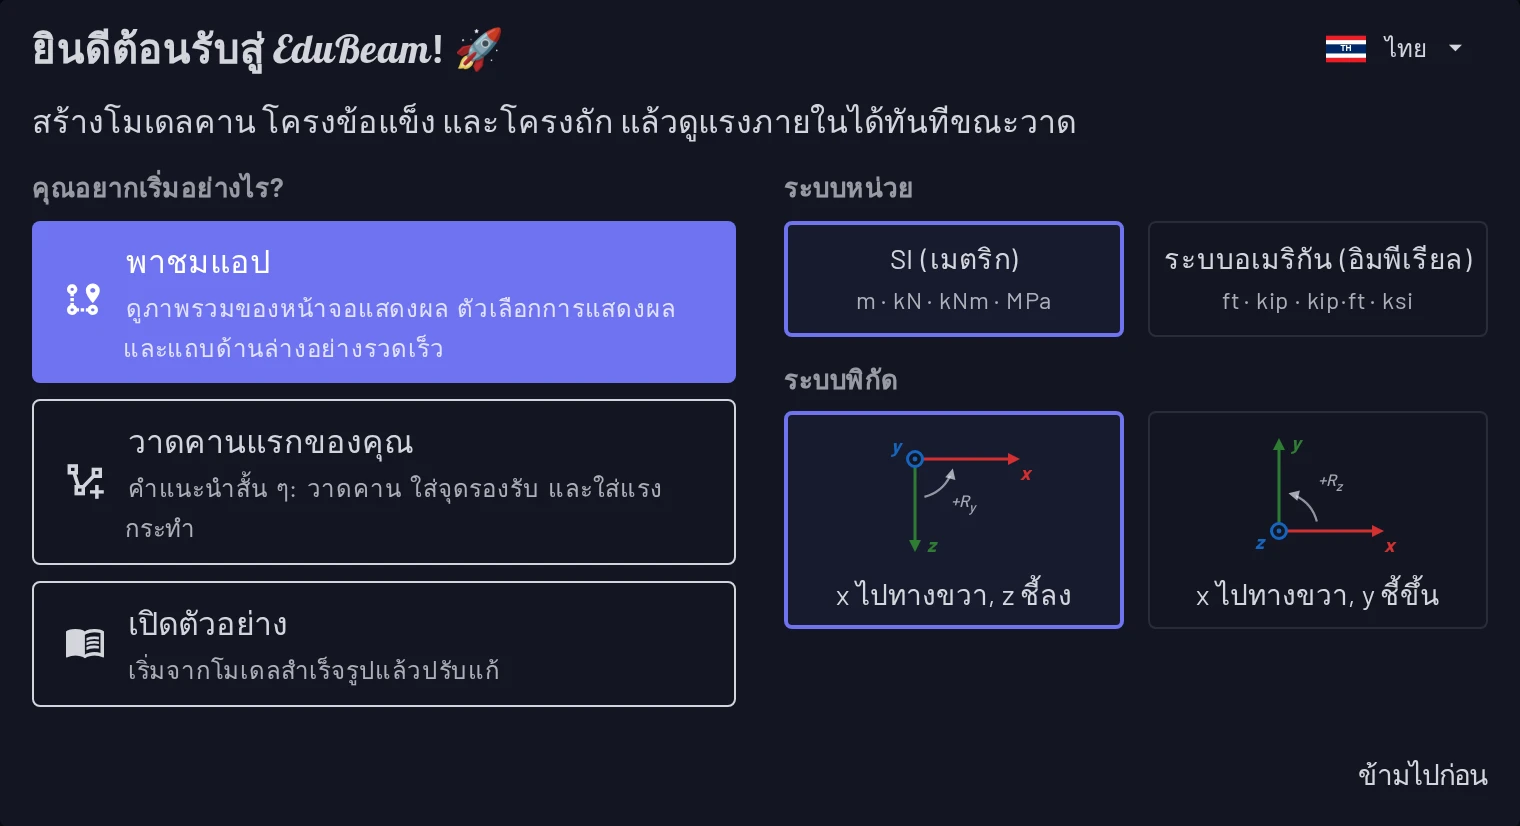 ยินดีต้อนรับสู่ EduBeam! 🚀
TH ไทย
สร้างโมเดลคาน โครงข้อแข็ง และโครงถัก แล้วดูแรงภายในได้ทันทีขณะวาด
คุณอยากเริ่มอย่างไร?
พาชมแอป
ดูภาพรวมของหน้าจอแสดงผล ตัวเลือกการแสดงผล
และแถบด้านล่างอย่างรวดเร็ว
วาดคานแรกของคุณ
คำแนะนำสั้น ๆ: วาดคาน ใส่จุดรองรับ และใส่แรง
กระทำ
เปิดตัวอย่าง
เริ่มจากโมเดลสำเร็จรูปแล้วปรับแก้
ระบบหน่วย
SI (เมตริก)
m · kN · kNm · MPa
ระบบอเมริกัน (อิมพีเรียล)
ft · kip · kip·ft · ksi
ระบบพิกัด
y
x
+Ry
z
x ไปทางขวา, z ชี้ลง
y
+Rz
z
x
x ไปทางขวา, y ชี้ขึ้น
ข้ามไปก่อน